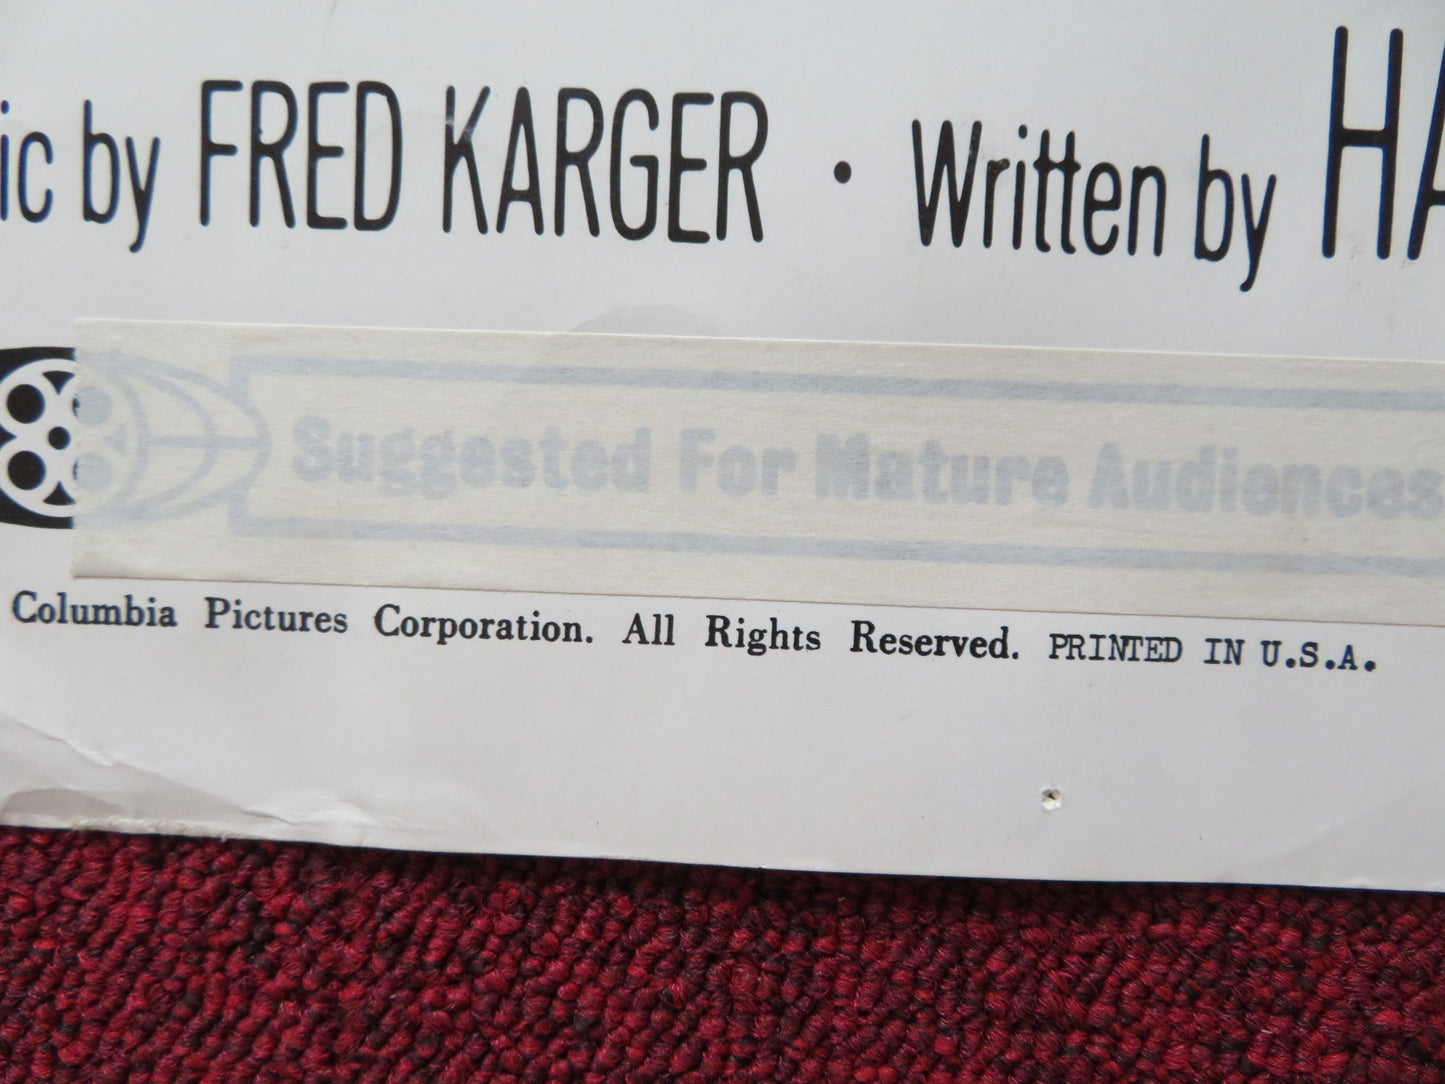 ic by FRED KARGER · Written by HA
Suggested For Mature Audiences
Columbia Pictures Corporation. All Rights Reserved. PRINTED IN U.S.A.